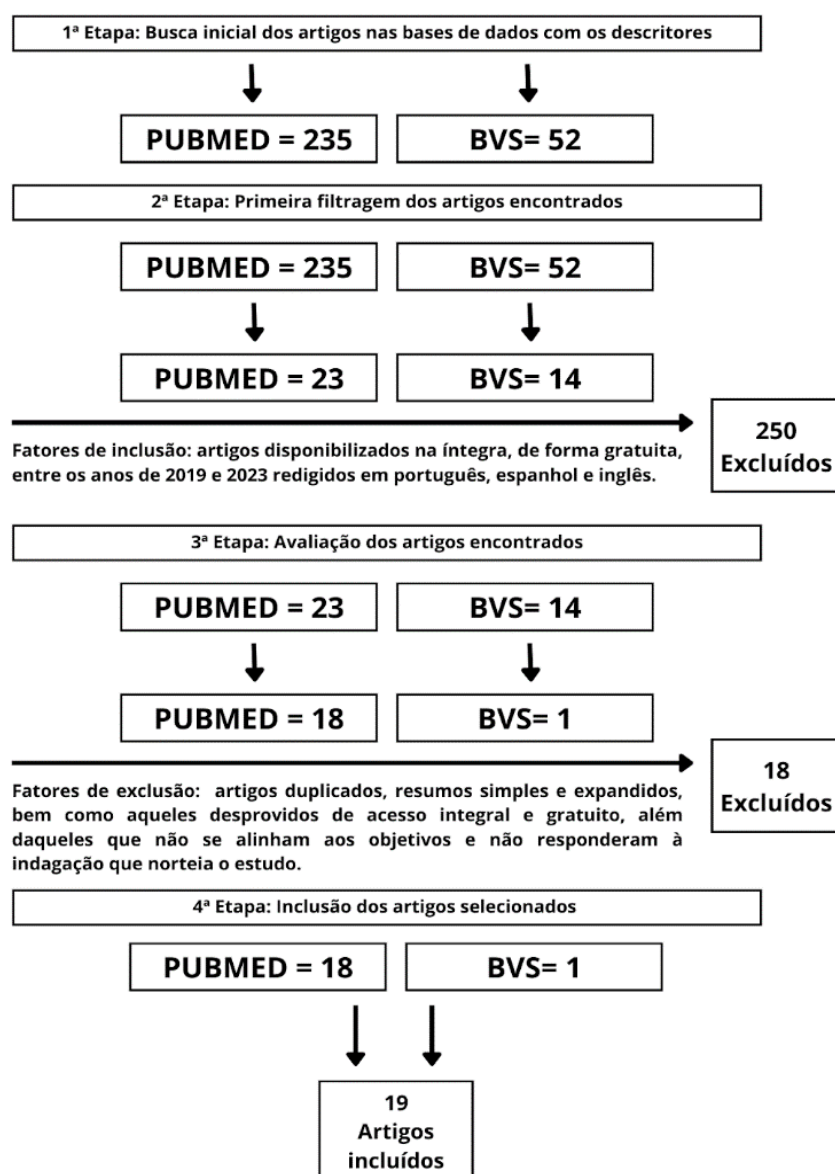 1ª Etapa: Busca inicial dos artigos nas bases de dados com os descritores
PUBMED = 235
BVS= 52
2ª Etapa: Primeira filtragem dos artigos encontrados
PUBMED = 235
BVS= 52
PUBMED = 23
BVS= 14
250
Excluídos
Fatores de inclusão: artigos disponibilizados na íntegra, de forma gratuita,
entre os anos de 2019 e 2023 redigidos em português, espanhol e inglês.
3ª Etapa: Avaliação dos artigos encontrados
PUBMED = 23
BVS= 14
PUBMED = 18
BVS= 1
18
Excluídos
Fatores de exclusão: artigos duplicados, resumos simples e expandidos,
bem como aqueles desprovidos de acesso integral e gratuito, além
daqueles que não se alinham aos objetivos e não responderam à
indagação que norteia o estudo.
4ª Etapa: Inclusão dos artigos selecionados
PUBMED = 18
BVS= 1
19
Artigos
incluídos